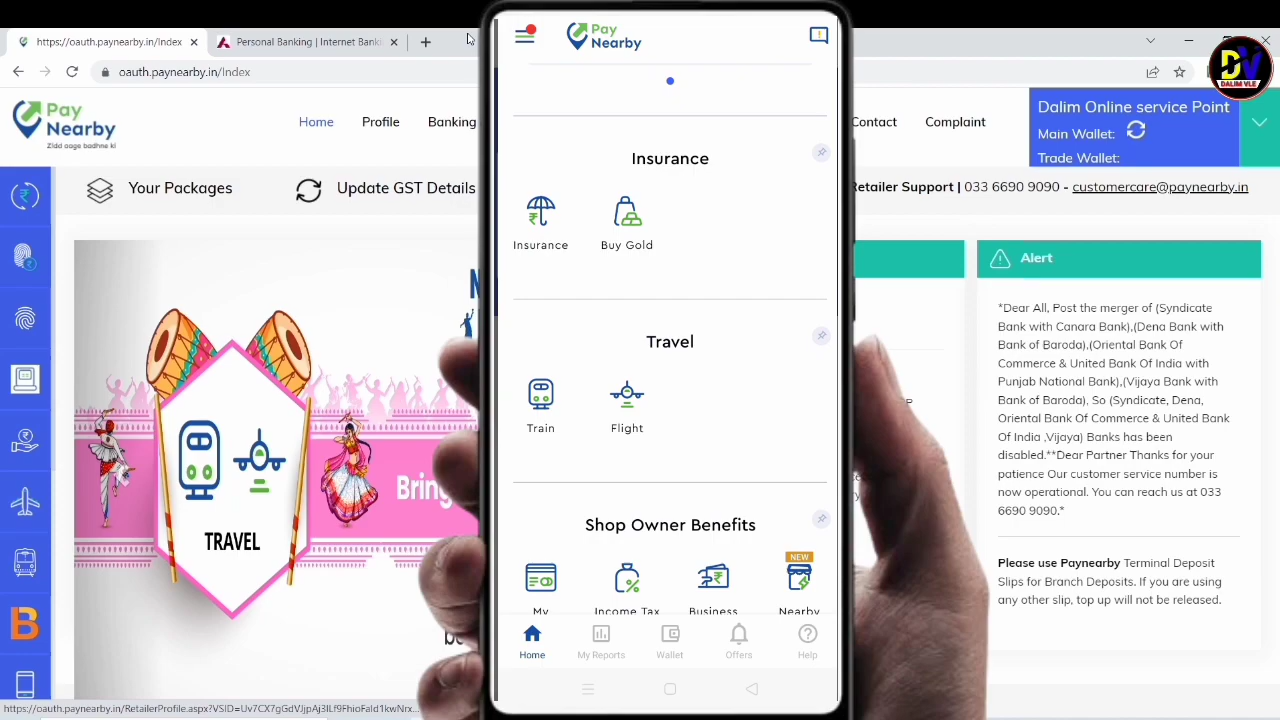 https://oauth.paynearby.in/
Permanent Bank
Banket
oauth.paynearby.in/Index
Pay
Nearby
DV
DALIM VLE
Pay
Nearby
Zidd aage badhne ki
Home
Profile
Banking
Contact
Complaint
Dalim Online service Point
Main Wallet:
Trade Wallet:
Your Packages
Update GST Details
Retailer Support | 033 6690 9090 - customercare@paynearby.in
Insurance
Insurance
Buy Gold
Travel
Train
Flight
Shop Owner Benefits
NEW
My
Income Tax
Business
Nearby
Home
My Reports
Wallet
Offers
Help
TRAVEL
Bring
Alert
*Dear All, Post the merger of (Syndicate
Bank with Canara Bank),(Dena Bank with
Bank of Baroda),(Oriental Bank Of
Commerce & United Bank Of India with
Punjab National Bank),(Vijaya Bank with
Bank of Baroda), So (Syndicate, Dena,
Oriental Bank Of Commerce & United Bank
Of India ,Vijaya) Banks has been
disabled.**Dear Partner Thanks for your
patience Our customer service number is
now operational. You can reach us at 033
6690 9090.*
Please use Paynearby Terminal Deposit
Slips for Branch Deposits. If you are using
any other slip, top up will not be released.